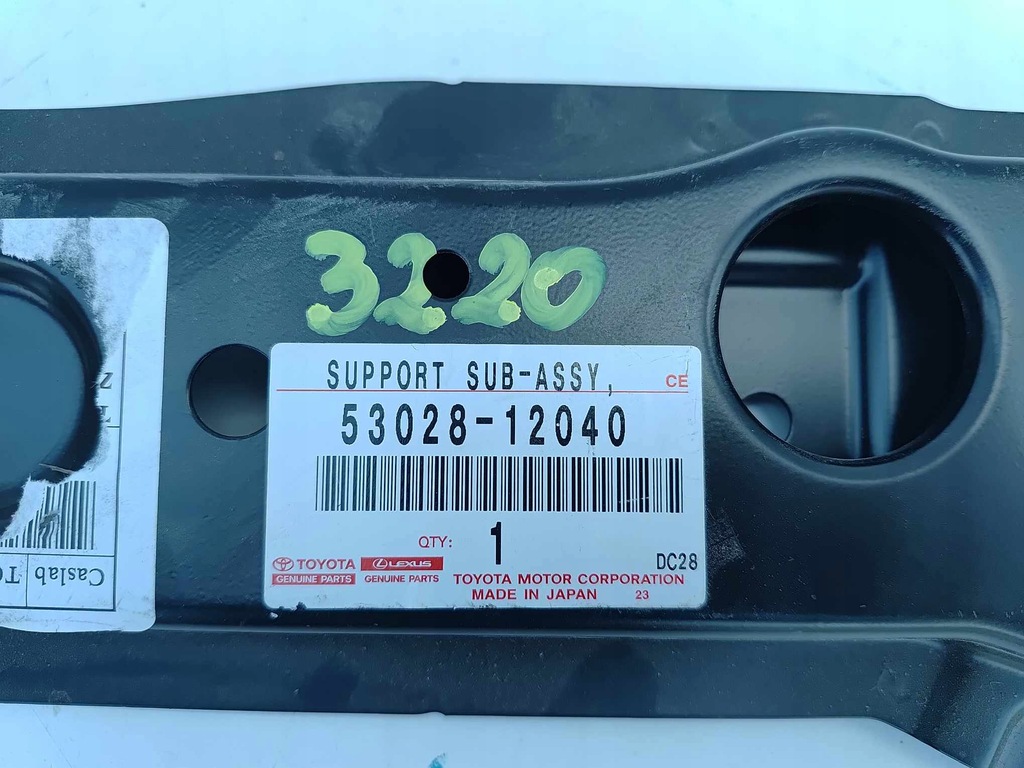 3220
SUPPORT SUB-ASSY,
CE
53028-12040
QTY: 1
TOYOTA
GENUINE PARTS
LEXUS
GENUINE PARTS
DC28
TOYOTA MOTOR CORPORATION
MADE IN JAPAN 23
Caslab